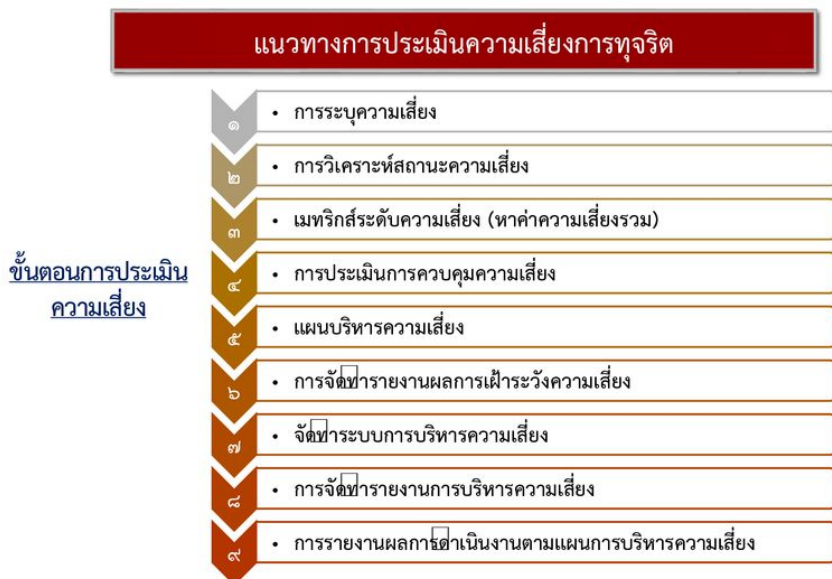 แนวทางการประเมินความเสี่ยงการทุจริต
ขั้นตอนการประเมิน
ความเสี่ยง
๑ • การระบุความเสี่ยง
๒ • การวิเคราะห์สถานะความเสี่ยง
๓ • เมทริกส์ระดับความเสี่ยง (หาค่าความเสี่ยงรวม)
๔ • การประเมินการควบคุมความเสี่ยง
๕ • แผนบริหารความเสี่ยง
๖ • การจัดทำรายงานผลการเฝ้าระวังความเสี่ยง
๗ • จัดทำระบบการบริหารความเสี่ยง
๘ • การจัดทำรายงานการบริหารความเสี่ยง
๙ • การรายงานผลการดำเนินงานตามแผนการบริหารความเสี่ยง